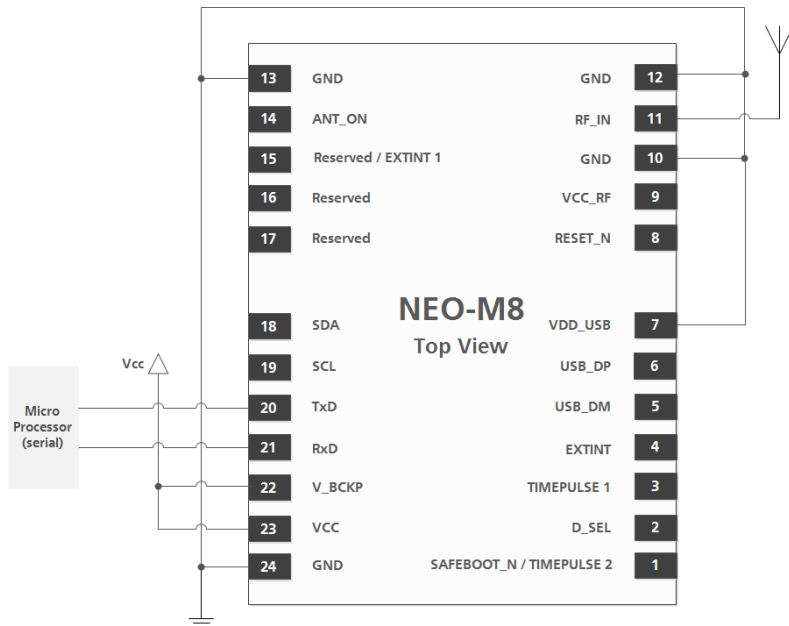 13 GND GND 12
14 ANT_ON RF_IN 11
15 Reserved / EXTINT 1 GND 10
16 Reserved VCC_RF 9
17 Reserved RESET_N 8
NEO-M8
Top View
18 SDA VDD_USB 7
Vcc
19 SCL USB_DP 6
Micro
Processor
(serial)
20 TxD USB_DM 5
21 RxD EXTINT 4
22 V_BCKP TIMEPULSE 1 3
23 VCC D_SEL 2
24 GND SAFEBOOT_N / TIMEPULSE 2 1